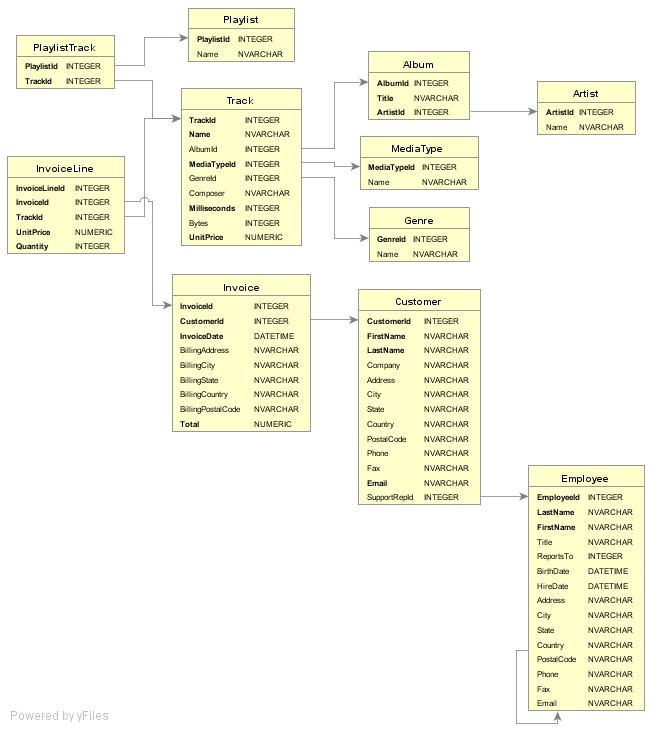 Playlist
PlaylistId INTEGER
Name NVARCHAR
PlaylistTrack
PlaylistId INTEGER
TrackId INTEGER
Track
TrackId INTEGER
Name NVARCHAR
AlbumId INTEGER
MediaTypeId INTEGER
GenreId INTEGER
Composer NVARCHAR
Milliseconds INTEGER
Bytes INTEGER
UnitPrice NUMERIC
Album
AlbumId INTEGER
Title NVARCHAR
ArtistId INTEGER
Artist
ArtistId INTEGER
Name NVARCHAR
MediaType
MediaTypeId INTEGER
Name NVARCHAR
InvoiceLine
InvoiceLineId INTEGER
InvoiceId INTEGER
TrackId INTEGER
UnitPrice NUMERIC
Quantity INTEGER
Genre
GenreId INTEGER
Name NVARCHAR
Invoice
InvoiceId INTEGER
CustomerId INTEGER
InvoiceDate DATETIME
BillingAddress NVARCHAR
BillingCity NVARCHAR
BillingState NVARCHAR
BillingCountry NVARCHAR
BillingPostalCode NVARCHAR
Total NUMERIC
Customer
CustomerId INTEGER
FirstName NVARCHAR
LastName NVARCHAR
Company NVARCHAR
Address NVARCHAR
City NVARCHAR
State NVARCHAR
Country NVARCHAR
PostalCode NVARCHAR
Phone NVARCHAR
Fax NVARCHAR
Email NVARCHAR
SupportRepId INTEGER
Employee
EmployeeId INTEGER
LastName NVARCHAR
FirstName NVARCHAR
Title NVARCHAR
ReportsTo INTEGER
BirthDate DATETIME
HireDate DATETIME
Address NVARCHAR
City NVARCHAR
State NVARCHAR
Country NVARCHAR
PostalCode NVARCHAR
Phone NVARCHAR
Fax NVARCHAR
Email NVARCHAR
Powered by yFiles